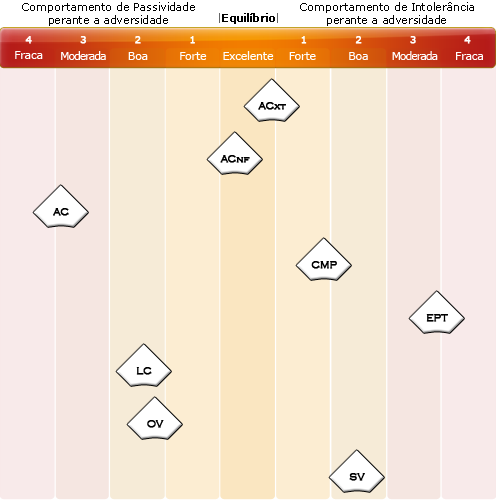 Comportamento de Passividade
perante a adversidade
|Equilíbrio|
Comportamento de Intolerância
perante a adversidade
4 3 2 1 1 2 3 4
Fraca Moderada Boa Forte Excelente Forte Boa Moderada Fraca
ACXT
ACNF
AC
CMP
EPT
LC
OV
SV